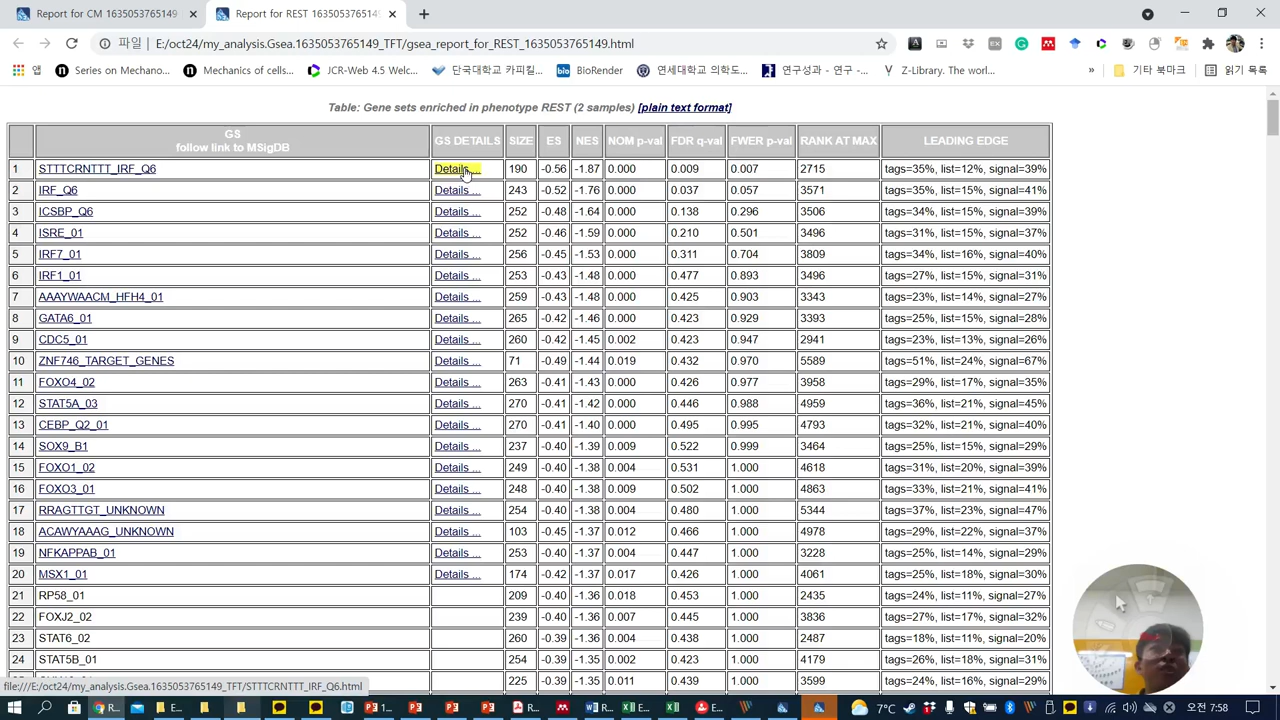 Report for CM 1635053765149.
Report for REST 1635053765149
파일 E:/oct24/my_analysis.Gsea.1635053765149_TFT/gsea_report_for_REST_1635053765149.html
앱 Series on Mechano... Mechanics of cells... JCR-Web 4.5 Welc... 단국대학교 카피킬... bio BioRender 연세대학교 의학도... 연구성과 - 연구 -... Z-Library. The worl... » 기타 북마크 읽기 목록
Table: Gene sets enriched in phenotype REST (2 samples) [plain text format]
GS
follow link to MSigDB GS DETAILS SIZE ES NES NOM p-val FDR q-val FWER p-val RANK AT MAX LEADING EDGE
1 STTTCRNTTT_IRF_Q6 Details ... 190 -0.56 -1.87 0.000 0.009 0.007 2715 tags=35%, list=12%, signal=39%
2 IRF_Q6 Details ... 243 -0.52 -1.76 0.000 0.037 0.057 3571 tags=35%, list=15%, signal=41%
3 ICSBP_Q6 Details ... 252 -0.48 -1.64 0.000 0.138 0.296 3506 tags=34%, list=15%, signal=39%
4 ISRE_01 Details ... 252 -0.46 -1.59 0.000 0.210 0.501 3496 tags=31%, list=15%, signal=37%
5 IRF7_01 Details ... 256 -0.45 -1.53 0.000 0.311 0.704 3809 tags=34%, list=16%, signal=40%
6 IRF1_01 Details ... 253 -0.43 -1.48 0.000 0.477 0.893 3496 tags=27%, list=15%, signal=31%
7 AAAYWAACM_HFH4_01 Details ... 259 -0.43 -1.48 0.000 0.425 0.903 3343 tags=23%, list=14%, signal=27%
8 GATA6_01 Details ... 265 -0.42 -1.46 0.000 0.423 0.929 3393 tags=25%, list=15%, signal=28%
9 CDC5_01 Details ... 260 -0.42 -1.45 0.002 0.423 0.947 2941 tags=23%, list=13%, signal=26%
10 ZNF746_TARGET_GENES Details ... 71 -0.49 -1.44 0.019 0.432 0.970 5589 tags=51%, list=24%, signal=67%
11 FOXO4_02 Details ... 263 -0.41 -1.43 0.000 0.426 0.977 3958 tags=29%, list=17%, signal=35%
12 STAT5A_03 Details ... 270 -0.41 -1.42 0.000 0.446 0.988 4959 tags=36%, list=21%, signal=45%
13 CEBP_Q2_01 Details ... 270 -0.41 -1.40 0.000 0.495 0.995 4793 tags=32%, list=21%, signal=40%
14 SOX9_B1 Details ... 237 -0.40 -1.39 0.009 0.522 0.999 3464 tags=25%, list=15%, signal=29%
15 FOXO1_02 Details ... 249 -0.40 -1.38 0.004 0.531 1.000 4618 tags=31%, list=20%, signal=39%
16 FOXO3_01 Details ... 248 -0.40 -1.38 0.009 0.502 1.000 4863 tags=33%, list=21%, signal=41%
17 RRAGTTGT_UNKNOWN Details ... 254 -0.40 -1.38 0.004 0.480 1.000 5344 tags=37%, list=23%, signal=47%
18 ACAWYAAAG_UNKNOWN Details ... 103 -0.45 -1.37 0.012 0.466 1.000 4978 tags=29%, list=22%, signal=37%
19 NFKAPPAB_01 Details ... 253 -0.40 -1.37 0.004 0.447 1.000 3228 tags=25%, list=14%, signal=29%
20 MSX1_01 Details ... 174 -0.42 -1.37 0.017 0.426 1.000 4061 tags=25%, list=18%, signal=30%
21 RP58_01 209 -0.40 -1.36 0.018 0.453 1.000 2435 tags=24%, list=11%, signal=27%
22 FOXJ2_02 239 -0.40 -1.36 0.007 0.445 1.000 3836 tags=27%, list=17%, signal=32%
23 STAT6_02 260 -0.39 -1.36 0.004 0.438 1.000 2487 tags=18%, list=11%, signal=20%
24 STAT5B_01 254 -0.39 -1.35 0.002 0.423 1.000 4179 tags=26%, list=18%, signal=31%
225 -0.39 -1.35 0.011 0.439 1.000 3599 tags=24%, list=16%, signal=29%
file:///E:/oct24/my_analysis.Gsea.1635053765149_TFT/STTTCRNTTT_IRF_Q6.html
R... E... P... 1... P... 2... P... m... R... E... E... E... 7°C 오전 7:58